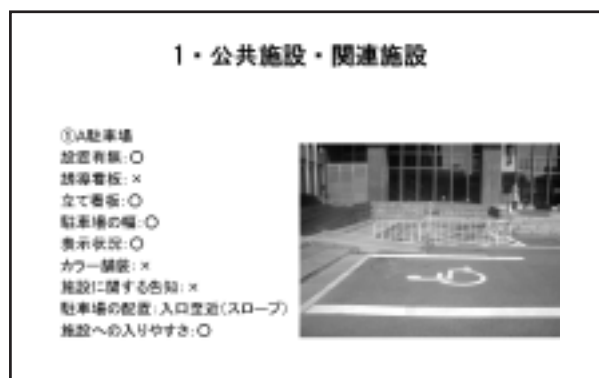 1・公共施設・関連施設
①A駐車場
設置有無:○
誘導看板:×
立て看板:○
駐車場の幅:○
表示状況:○
カラー舗装:×
施設に関する告知:×
駐車場の配置:入口至近(スロープ)
施設への入りやすさ:○